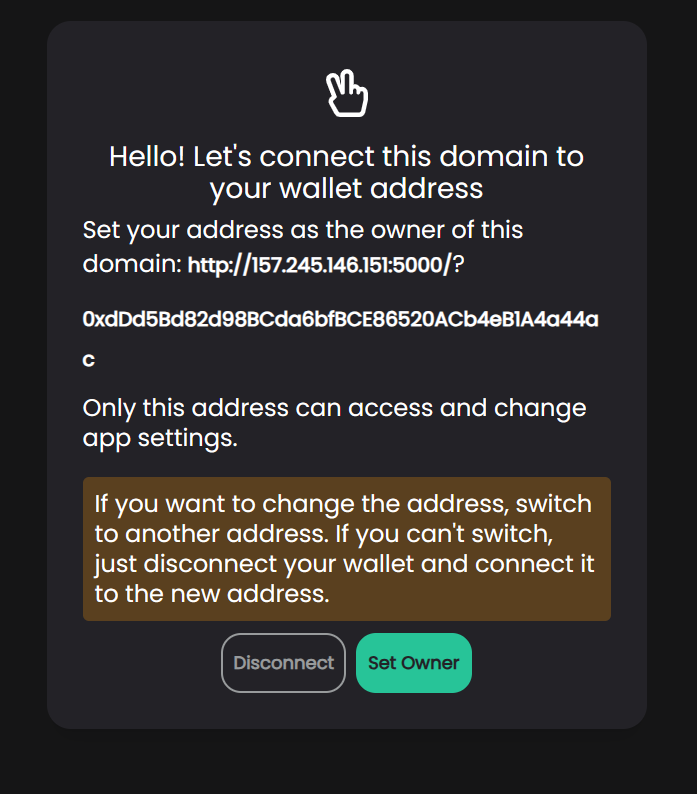 Hello! Let's connect this domain to
your wallet address
Set your address as the owner of this
domain: http://157.245.146.151:5000/?
0xdDd5Bd82d98BCda6bfBCE86520ACb4eB1A4a44a
c
Only this address can access and change
app settings.
If you want to change the address, switch
to another address. If you can't switch,
just disconnect your wallet and connect it
to the new address.
Disconnect Set Owner